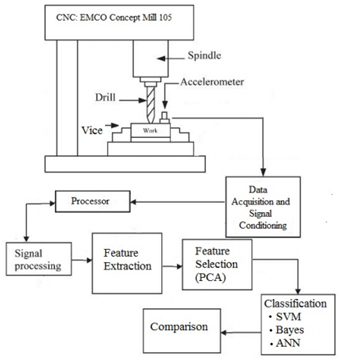 CNC: EMCO Concept Mill 105
Spindle
Accelerometer
Drill
Vice
Work
Data
Acquisition and
Signal
Conditioning
Processor
Signal
processing
Feature
Extraction
Feature
Selection
(PCA)
Classification
• SVM
• Bayes
• ANN
Comparison